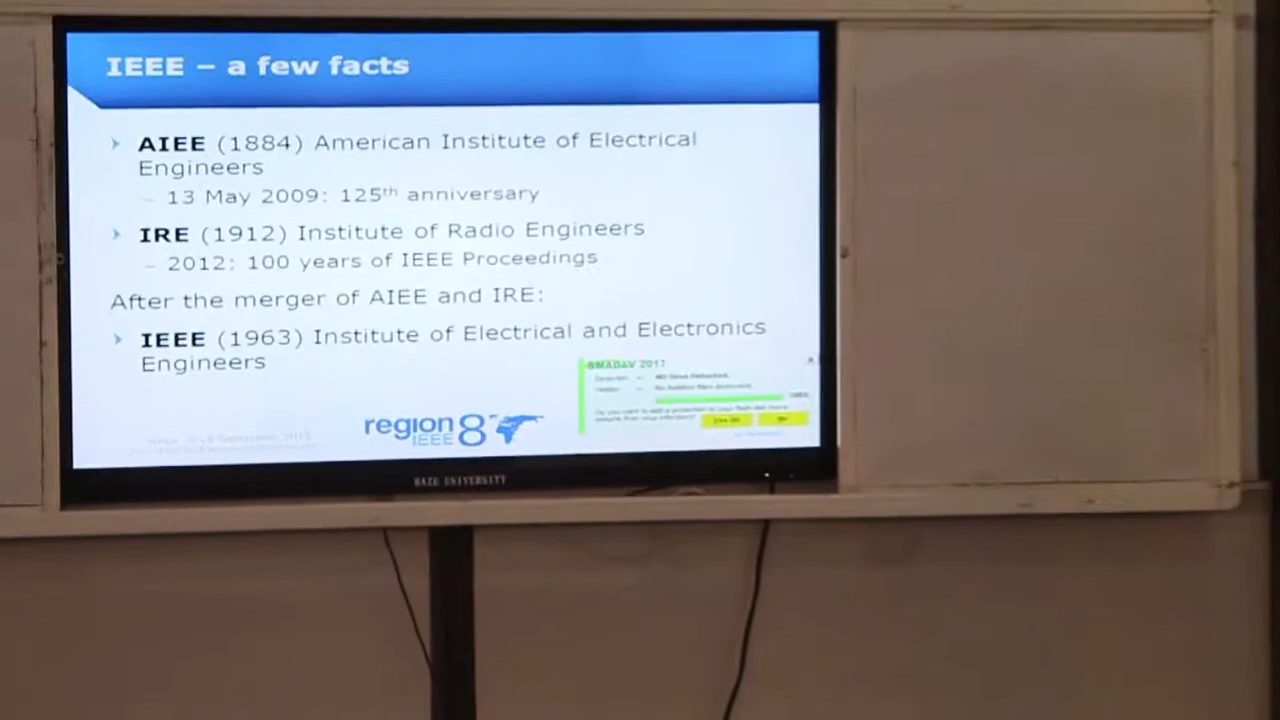 IEEE – a few facts
› AIEE (1884) American Institute of Electrical
Engineers
– 13 May 2009: 125th anniversary
› IRE (1912) Institute of Radio Engineers
– 2012: 100 years of IEEE Proceedings
After the merger of AIEE and IRE:
› IEEE (1963) Institute of Electrical and Electronics
Engineers
SMADAV 2017
region 8
IEEE
BAZE UNIVERSITY